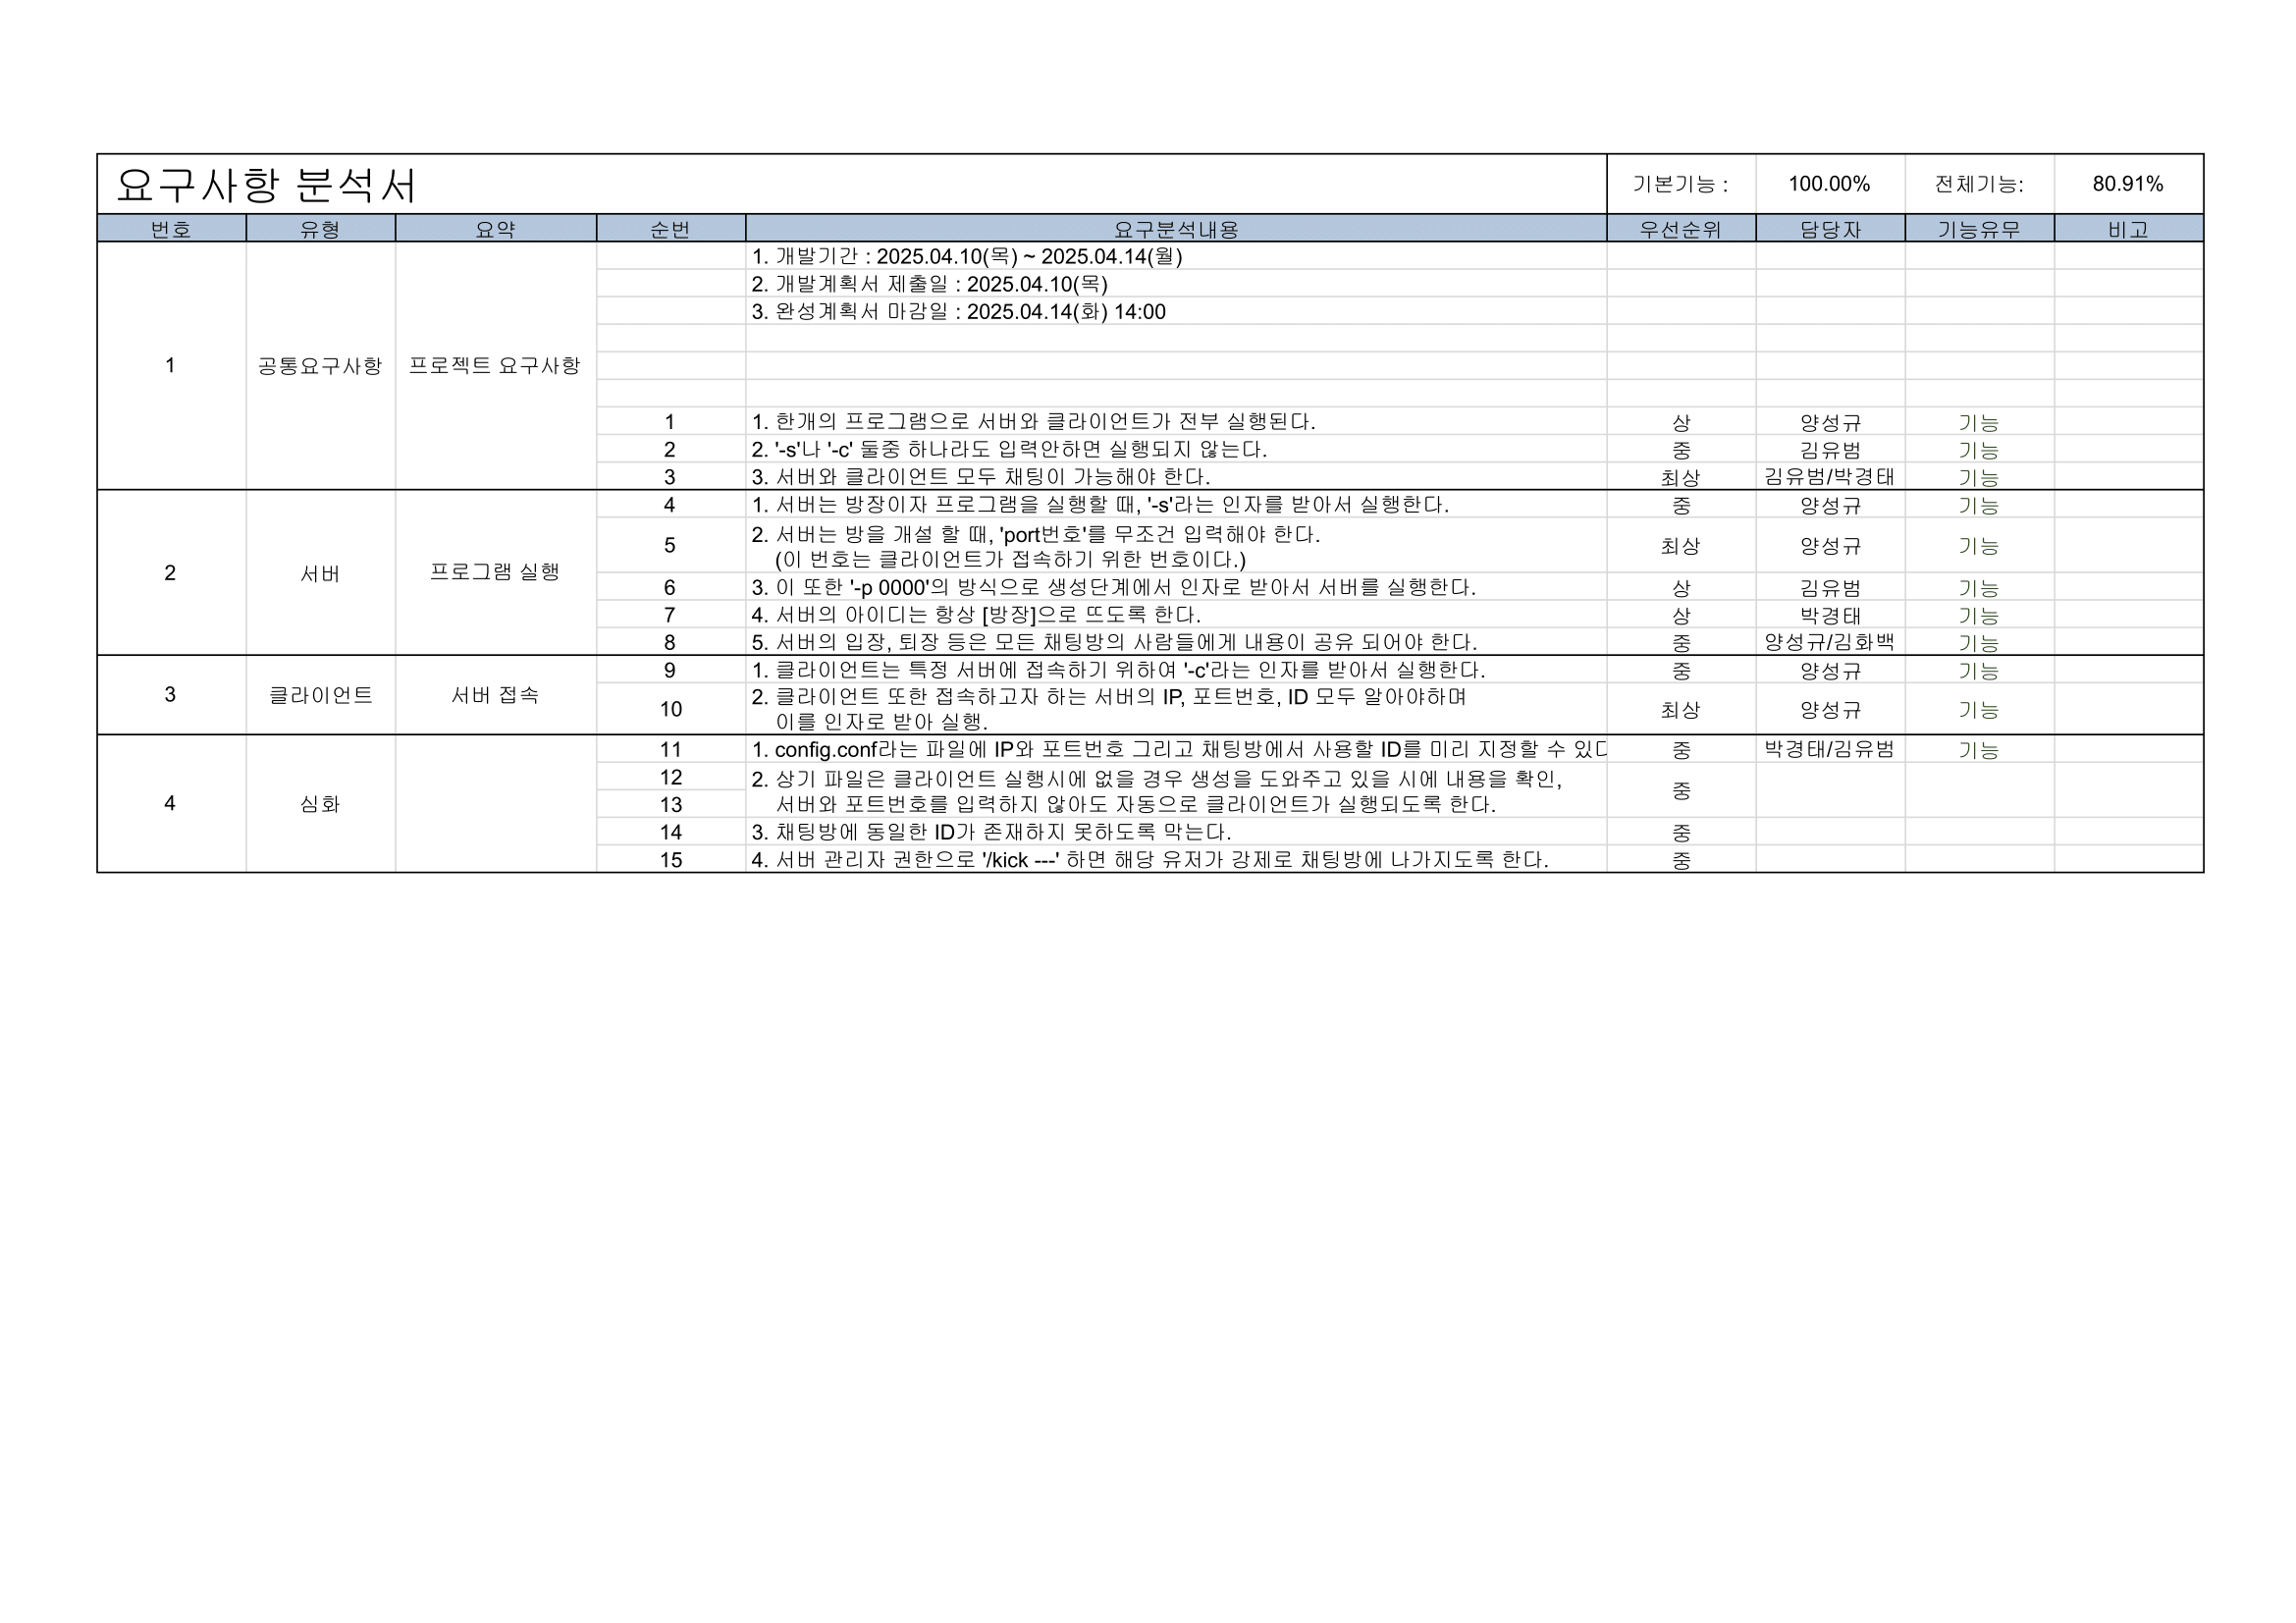 요구사항 분석서 기본기능 : 100.00% 전체기능: 80.91%
번호 유형 요약 순번 요구분석내용 우선순위 담당자 기능유무 비고
1 공통요구사항 프로젝트 요구사항
1. 개발기간 : 2025.04.10(목) ~ 2025.04.14(월)
2. 개발계획서 제출일 : 2025.04.10(목)
3. 완성계획서 마감일 : 2025.04.14(화) 14:00
1 1. 한개의 프로그램으로 서버와 클라이언트가 전부 실행된다. 상 양성규 기능
2 2. '-s'나 '-c' 둘중 하나라도 입력안하면 실행되지 않는다. 중 김유범 기능
3 3. 서버와 클라이언트 모두 채팅이 가능해야 한다. 최상 김유범/박경태 기능
2 서버 프로그램 실행
4 1. 서버는 방장이자 프로그램을 실행할 때, '-s'라는 인자를 받아서 실행한다. 중 양성규 기능
5 2. 서버는 방을 개설 할 때, 'port번호'를 무조건 입력해야 한다.
(이 번호는 클라이언트가 접속하기 위한 번호이다.) 최상 양성규 기능
6 3. 이 또한 '-p 0000'의 방식으로 생성단계에서 인자로 받아서 서버를 실행한다. 상 김유범 기능
7 4. 서버의 아이디는 항상 [방장]으로 뜨도록 한다. 상 박경태 기능
8 5. 서버의 입장, 퇴장 등은 모든 채팅방의 사람들에게 내용이 공유 되어야 한다. 중 양성규/김화백 기능
3 클라이언트 서버 접속
9 1. 클라이언트는 특정 서버에 접속하기 위하여 '-c'라는 인자를 받아서 실행한다. 중 양성규 기능
10 2. 클라이언트 또한 접속하고자 하는 서버의 IP, 포트번호, ID 모두 알아야하며
이를 인자로 받아 실행. 최상 양성규 기능
4 심화
11 1. config.conf라는 파일에 IP와 포트번호 그리고 채팅방에서 사용할 ID를 미리 지정할 수 있다 중 박경태/김유범 기능
12 2. 상기 파일은 클라이언트 실행시에 없을 경우 생성을 도와주고 있을 시에 내용을 확인, 중
13 서버와 포트번호를 입력하지 않아도 자동으로 클라이언트가 실행되도록 한다.
14 3. 채팅방에 동일한 ID가 존재하지 못하도록 막는다. 중
15 4. 서버 관리자 권한으로 '/kick ---' 하면 해당 유저가 강제로 채팅방에 나가지도록 한다. 중